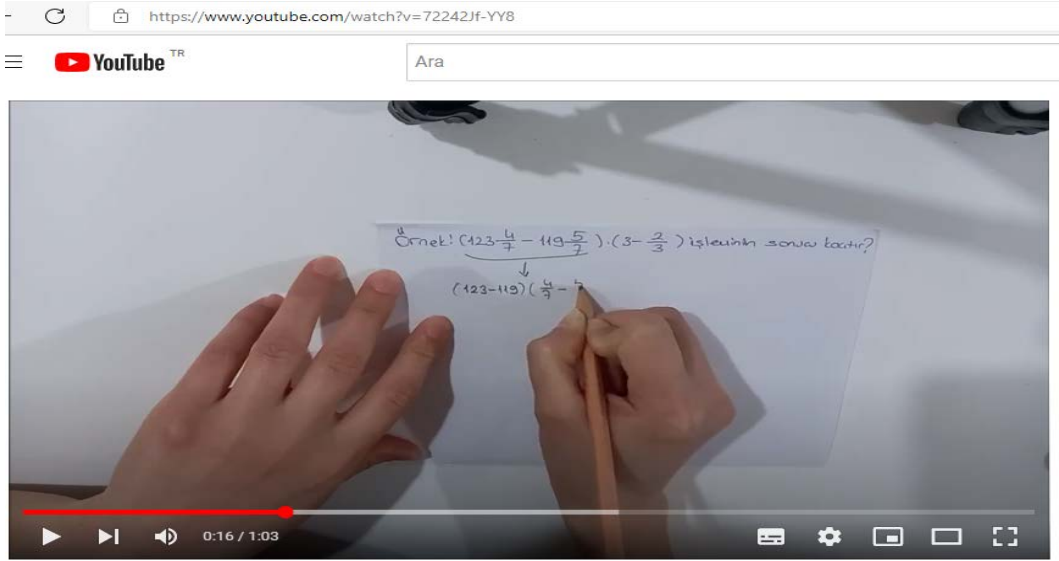 https://www.youtube.com/watch?v=72242Jf-YY8
YouTube TR
Ara
Örnek: (123 4/7 - 119 5/7).(3 - 2/3) işleminin sonucu kaçtır?
(123-119)(4/7 -
0:16 / 1:03